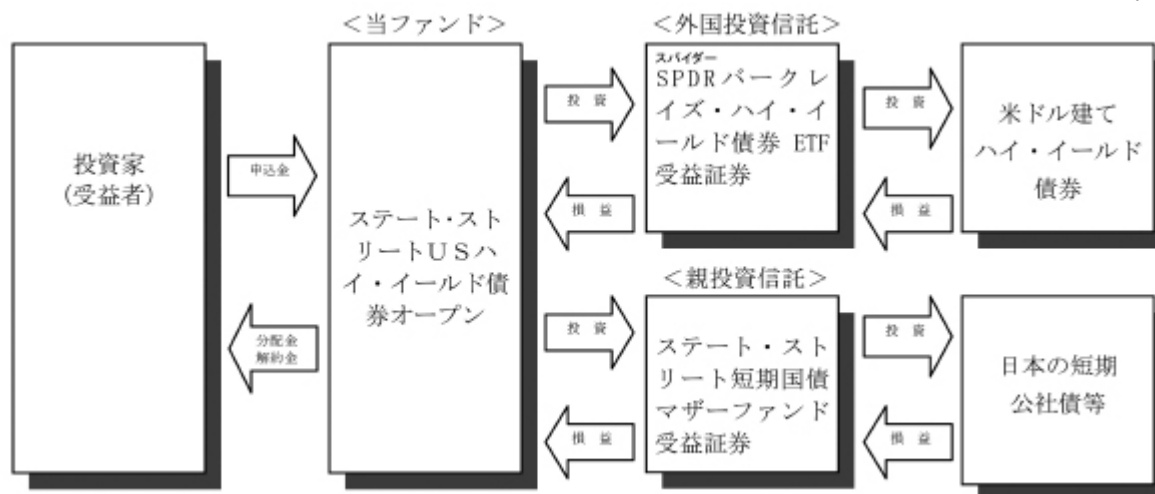 ＜当ファンド＞
＜外国投資信託＞
投資家
(受益者)
申込金
分配金
解約金
ステート・スト
リートＵＳハ
イ・イールド債
券オープン
投 資
損 益
スパイダー
SPDRバークレ
イズ・ハイ・イ
ールド債券 ETF
受益証券
投 資
損 益
米ドル建て
ハイ・イールド
債券
＜親投資信託＞
投 資
損 益
ステート・スト
リート短期国債
マザーファンド
受益証券
投 資
損 益
日本の短期
公社債等